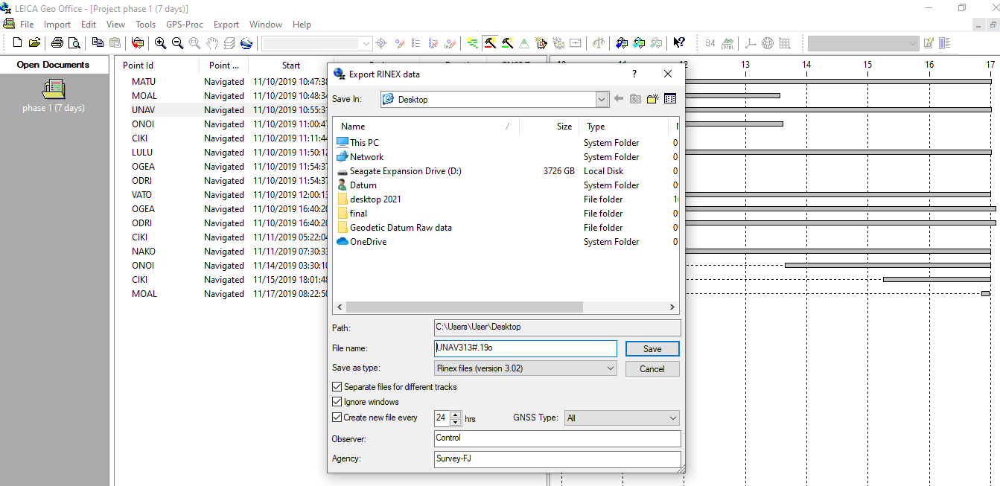 LEICA Geo Office - [Project phase 1 (7 days)]
File Import Edit View Tools GPS-Proc Export Window Help
84 LOCAL
Open Documents
phase 1 (7 days)
Point Id Point ... Start
12 13 14 15 16 17
MATU Navigated 11/10/2019 10:47:38
MOAL Navigated 11/10/2019 10:48:34
UNAV Navigated 11/10/2019 10:55:31
ONOI Navigated 11/10/2019 11:00:47
CIKI Navigated 11/10/2019 11:11:44
LULU Navigated 11/10/2019 11:50:12
OGEA Navigated 11/10/2019 11:54:37
ODRI Navigated 11/10/2019 11:54:37
VATO Navigated 11/10/2019 12:00:13
OGEA Navigated 11/10/2019 16:40:20
ODRI Navigated 11/10/2019 16:40:20
CIKI Navigated 11/11/2019 05:22:04
NAKO Navigated 11/11/2019 07:30:33
ONOI Navigated 11/14/2019 03:30:10
CIKI Navigated 11/15/2019 18:01:48
MOAL Navigated 11/17/2019 08:22:50
Export RINEX data
Save In: Desktop
Name Size Type
This PC System Folder 0
Network System Folder 0
Seagate Expansion Drive (D:) 3726 GB Local Disk 0
Datum System Folder 0
desktop 2021 File folder 1
final File folder 0
Geodetic Datum Raw data File folder 0
OneDrive System Folder 0
Path: C:\Users\User\Desktop
File name: UNAV313#.19o Save
Save as type: Rinex files (version 3.02) Cancel
Separate files for different tracks
Ignore windows
Create new file every 24 hrs GNSS Type: All
Observer: Control
Agency: Survey-FJ